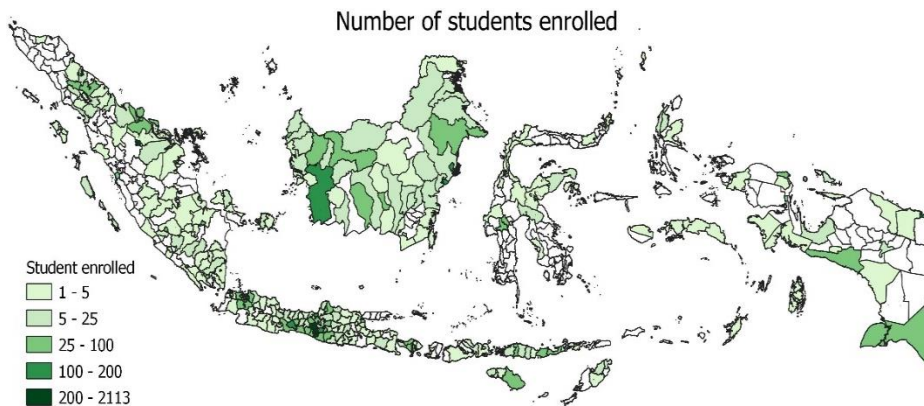 Number of students enrolled
Student enrolled
1 - 5
5 - 25
25 - 100
100 - 200
200 - 2113